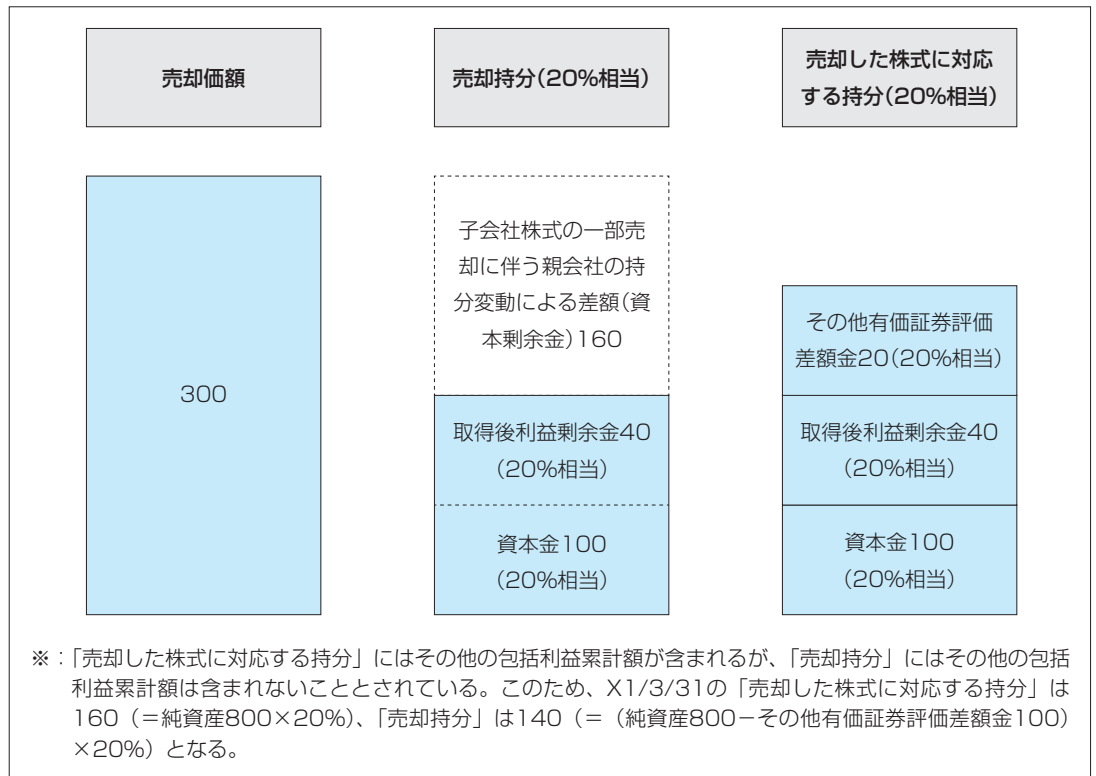 売却価額
売却持分(20%相当)
売却した株式に対応
する持分(20%相当)
300
子会社株式の一部売
却に伴う親会社の持
分変動による差額(資
本剰余金)160
取得後利益剰余金40
(20%相当)
資本金100
(20%相当)
その他有価証券評価
差額金20(20%相当)
取得後利益剰余金40
(20%相当)
資本金100
(20%相当)
※:「売却した株式に対応する持分」にはその他の包括利益累計額が含まれるが、「売却持分」にはその他の包括
利益累計額は含まれないこととされている。このため、X1/3/31の「売却した株式に対応する持分」は
160(=純資産800×20%)、「売却持分」は140(=(純資産800-その他有価証券評価差額金100)
×20%)となる。